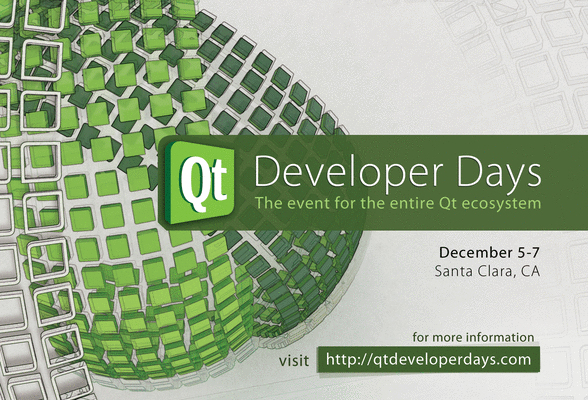 Qt
Developer Days
The event for the entire Qt ecosystem
December 5-7
Santa Clara, CA
for more information
visit http://qtdeveloperdays.com